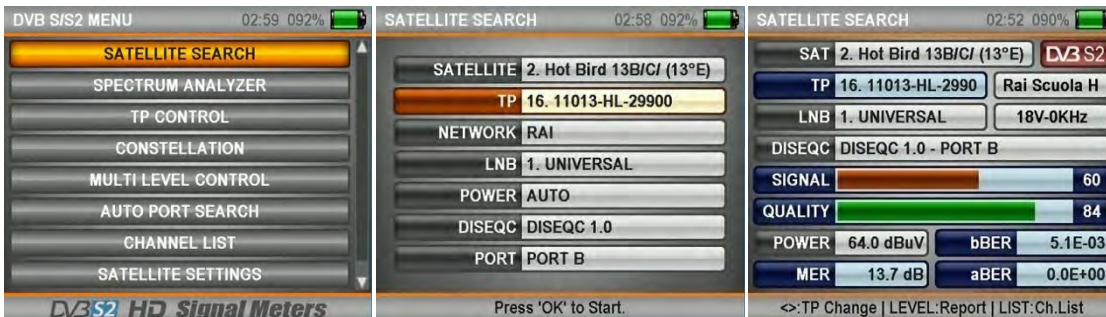 DVB S/S2 MENU 02:59 092%
SATELLITE SEARCH
SPECTRUM ANALYZER
TP CONTROL
CONSTELLATION
MULTI LEVEL CONTROL
AUTO PORT SEARCH
CHANNEL LIST
SATELLITE SETTINGS
DVB S2 HD Signal Meters
SATELLITE SEARCH 02:58 092%
SATELLITE 2. Hot Bird 13B/C/ (13°E)
TP 16. 11013-HL-29900
NETWORK RAI
LNB 1. UNIVERSAL
POWER AUTO
DISEQC DISEQC 1.0
PORT PORT B
Press 'OK' to Start.
SATELLITE SEARCH 02:52 090%
SAT 2. Hot Bird 13B/C/ (13°E) DVB S2
TP 16. 11013-HL-2990 Rai Scuola H
LNB 1. UNIVERSAL 18V-0KHz
DISEQC DISEQC 1.0 - PORT B
SIGNAL 60
QUALITY 84
POWER 64.0 dBuV bBER 5.1E-03
MER 13.7 dB aBER 0.0E+00
<>:TP Change | LEVEL:Report | LIST:Ch.List